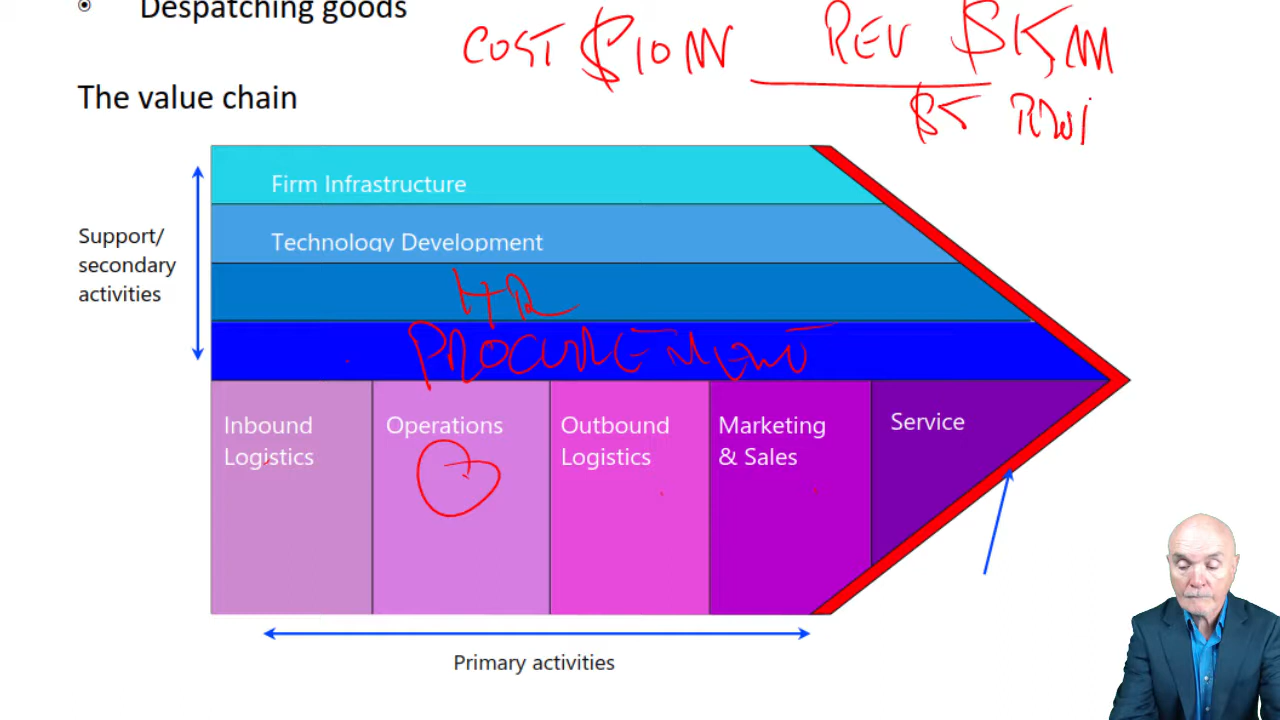 Despatching goods
COST $10M REV $15M
$5
The value chain
Firm Infrastructure
Support/
secondary
activities
Technology Development
HR
PROCUREMENT
Inbound
Logistics
Operations
Outbound
Logistics
Marketing
& Sales
Service
Primary activities